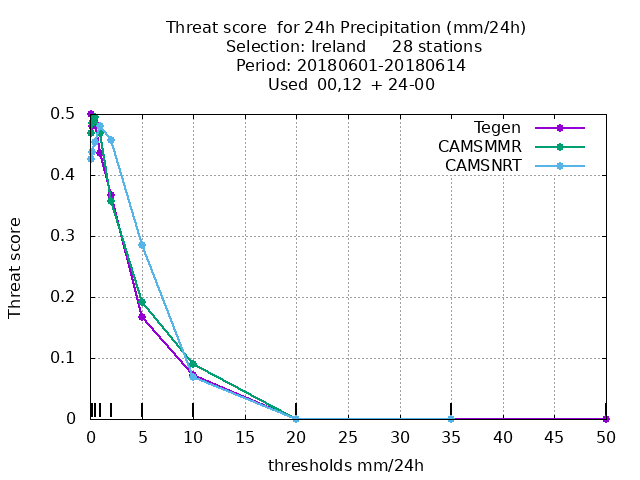 Threat score  for 24h Precipitation (mm/24h)
Selection: Ireland     28 stations
Period: 20180601-20180614
Used  00,12  + 24-00
Tegen
CAMSMMR
CAMSNRT
0.5
0.4
0.3
0.2
0.1
0
Threat score
0 5 10 15 20 25 30 35 40 45 50
thresholds mm/24h